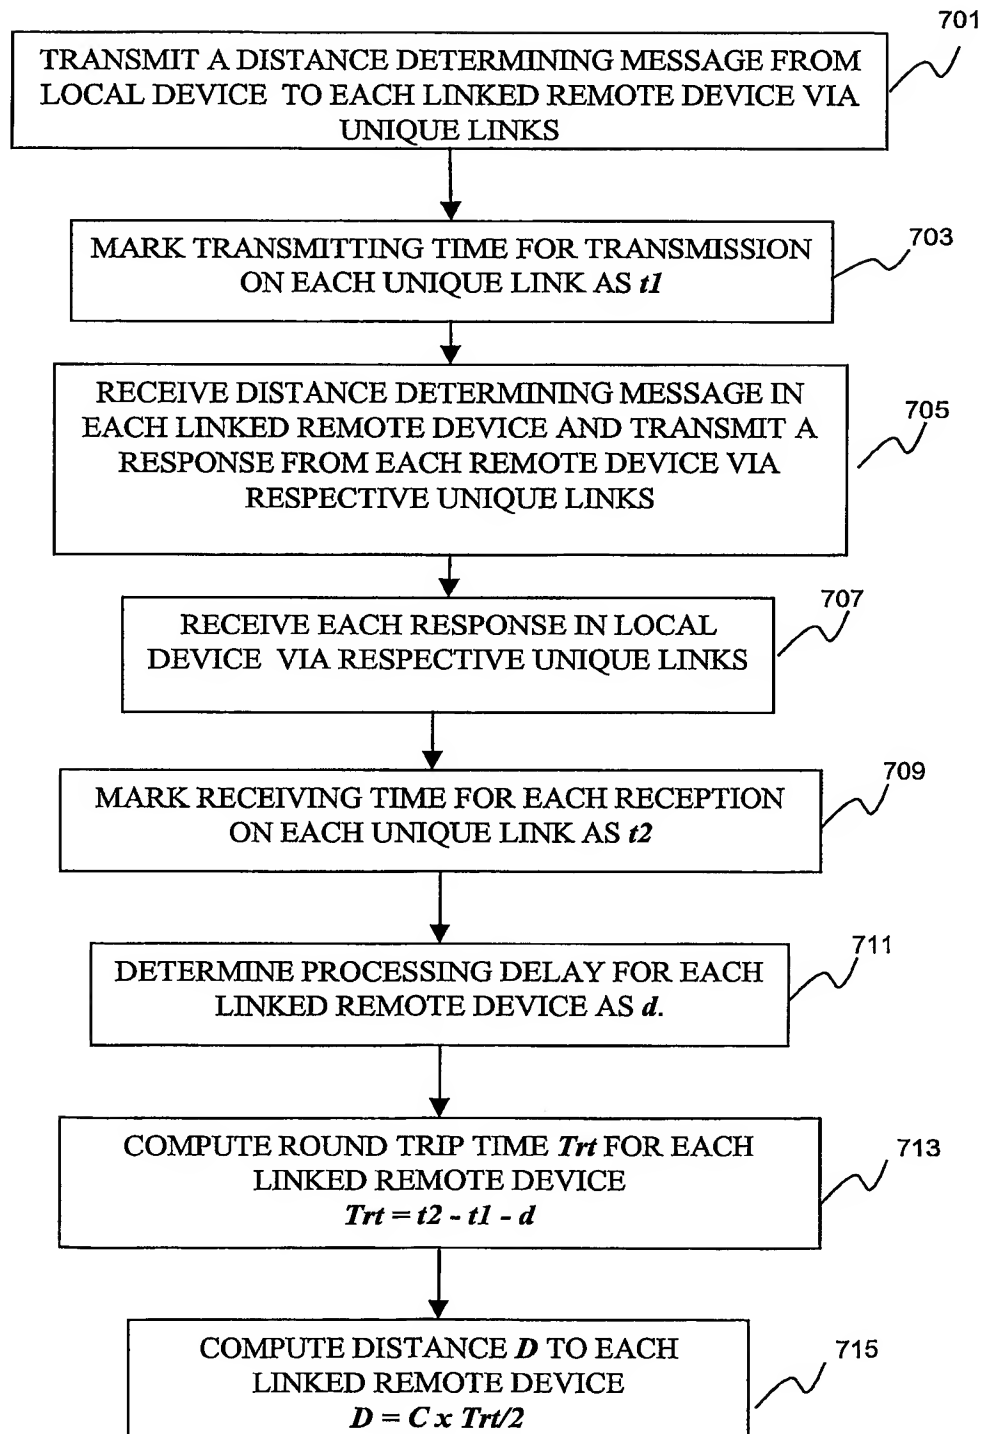 701
TRANSMIT A DISTANCE DETERMINING MESSAGE FROM
LOCAL DEVICE TO EACH LINKED REMOTE DEVICE VIA
UNIQUE LINKS
703
MARK TRANSMITTING TIME FOR TRANSMISSION
ON EACH UNIQUE LINK AS t1
705
RECEIVE DISTANCE DETERMINING MESSAGE IN
EACH LINKED REMOTE DEVICE AND TRANSMIT A
RESPONSE FROM EACH REMOTE DEVICE VIA
RESPECTIVE UNIQUE LINKS
707
RECEIVE EACH RESPONSE IN LOCAL
DEVICE VIA RESPECTIVE UNIQUE LINKS
709
MARK RECEIVING TIME FOR EACH RECEPTION
ON EACH UNIQUE LINK AS t2
711
DETERMINE PROCESSING DELAY FOR EACH
LINKED REMOTE DEVICE AS d.
713
COMPUTE ROUND TRIP TIME Trt FOR EACH
LINKED REMOTE DEVICE
Trt = t2 - t1 - d
715
COMPUTE DISTANCE D TO EACH
LINKED REMOTE DEVICE
D = C x Trt/2